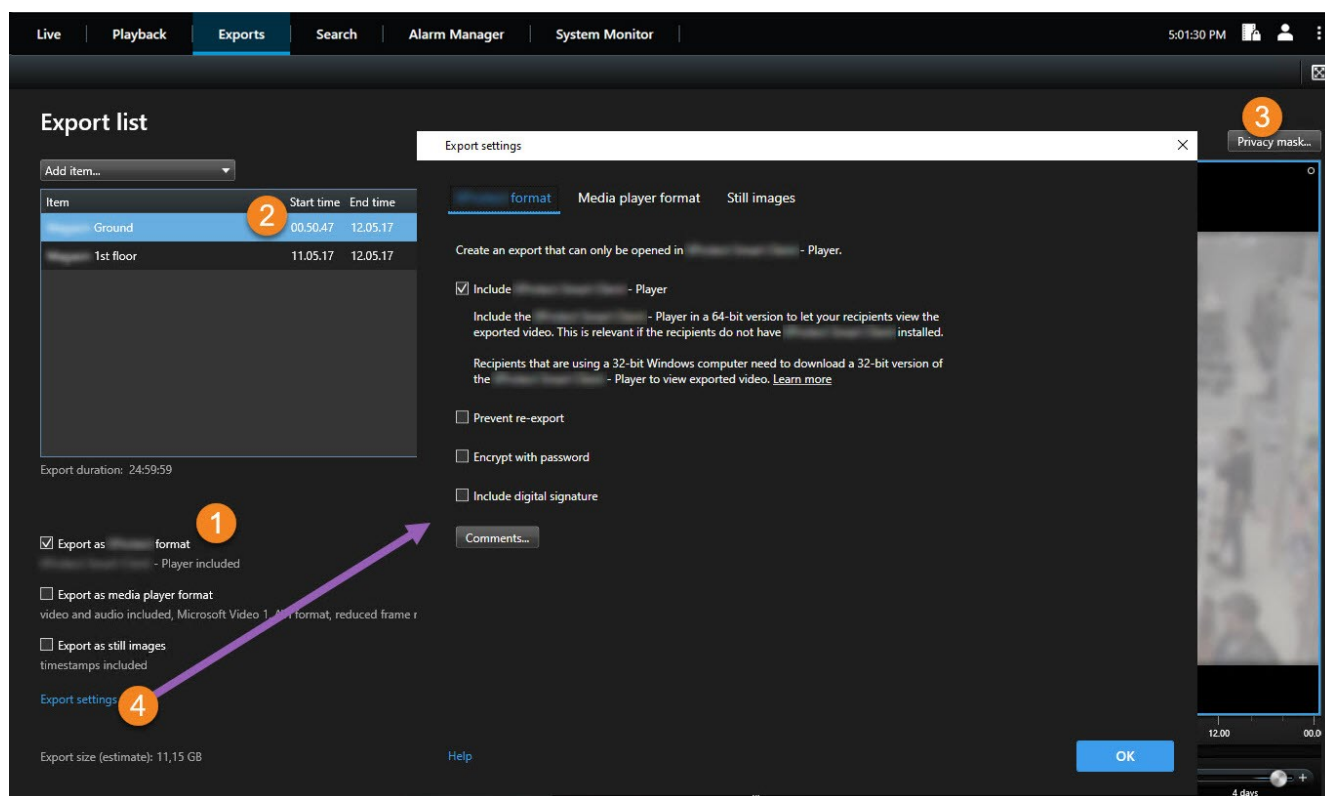 Live Playback Exports Search Alarm Manager System Monitor 5:01:30 PM
Export list
3
Privacy mask...
Add item...
Item Start time End time
2
Ground 00.50.47 12.05.17
1st floor 11.05.17 12.05.17
Export duration: 24:59:59
1
Export as format
- Player included
Export as media player format
video and audio included, Microsoft Video 1, format, reduced frame
Export as still images
timestamps included
Export settings
4
Export size (estimate): 11,15 GB
Export settings
format Media player format Still images
Create an export that can only be opened in - Player.
Include - Player
Include the - Player in a 64-bit version to let your recipients view the
exported video. This is relevant if the recipients do not have installed.
Recipients that are using a 32-bit Windows computer need to download a 32-bit version of
the - Player to view exported video. Learn more
Prevent re-export
Encrypt with password
Include digital signature
Comments...
Help
OK
12.00 00.0
4 days